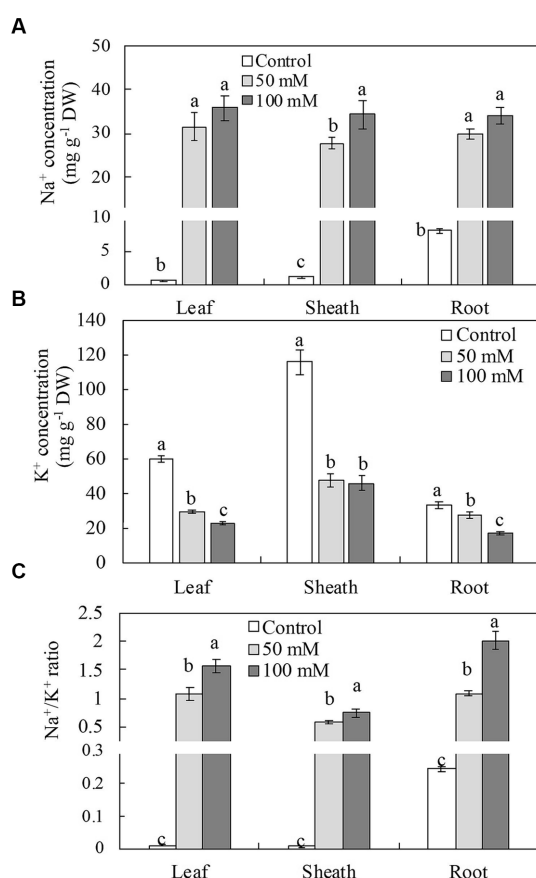 A
Na⁺ concentration
(mg g⁻¹ DW)
50
40
30
20
10
5
0
Control
50 mM
100 mM
b
a
a
c
b
a
b
a
a
Leaf
Sheath
Root
B
K⁺ concentration
(mg g⁻¹ DW)
140
120
100
80
60
40
20
0
Control
50 mM
100 mM
a
b
c
a
b
b
a
b
c
Leaf
Sheath
Root
C
Na⁺/K⁺ ratio
2.5
2
1.5
1
0.5
0.3
0.2
0.1
0
Control
50 mM
100 mM
c
b
a
c
b
a
c
b
a
Leaf
Sheath
Root